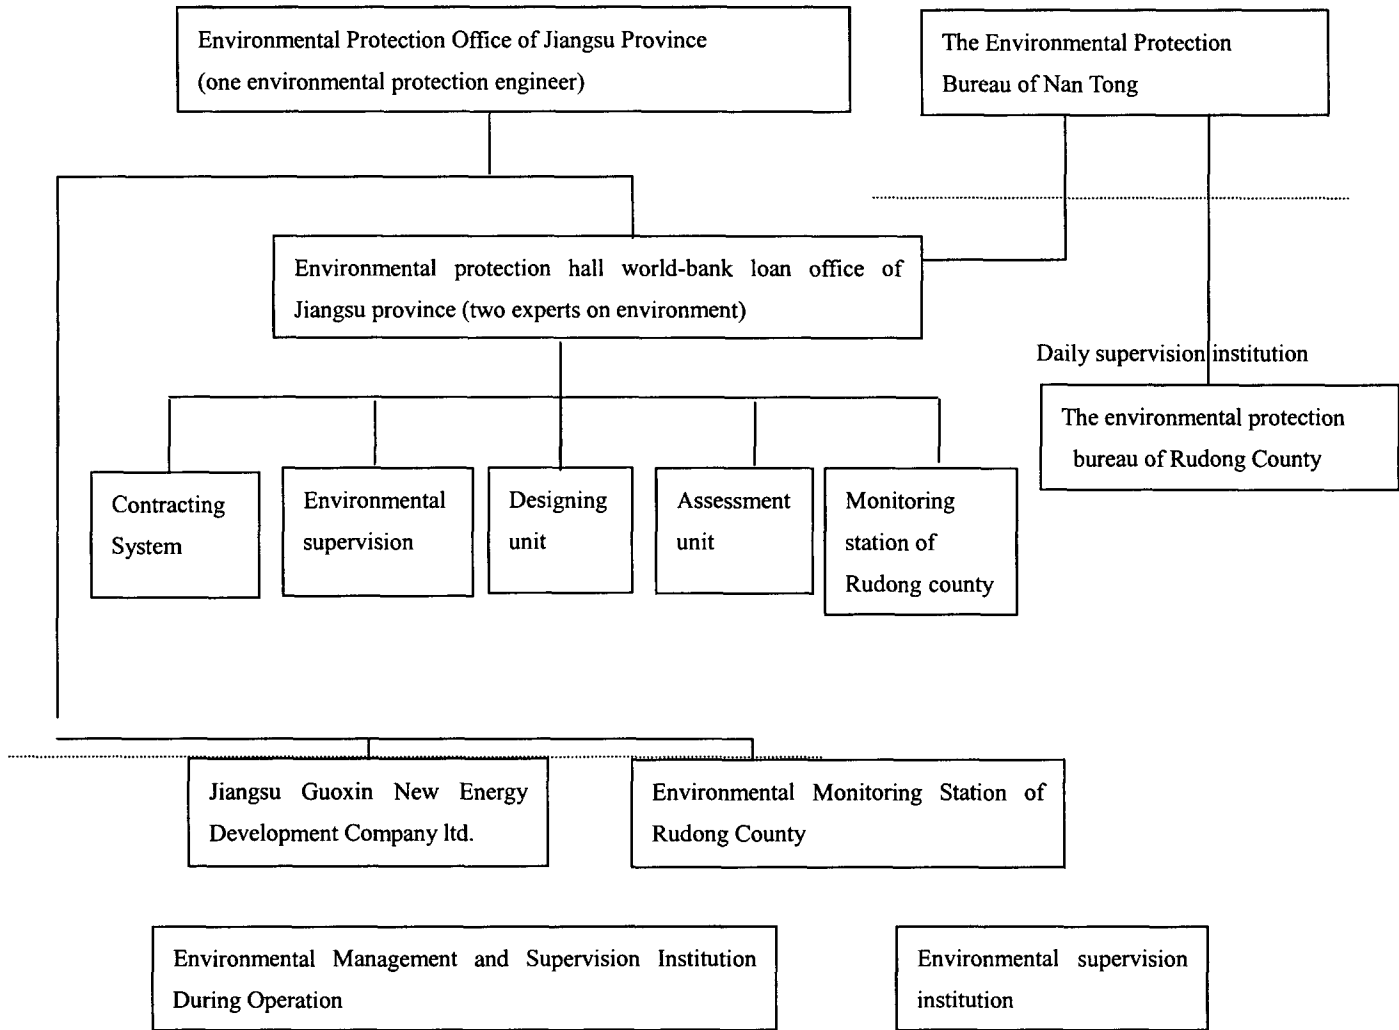 Environmental Protection Office of Jiangsu Province
(one environmental protection engineer)
The Environmental Protection
Bureau of Nan Tong
Environmental protection hall world-bank loan office of
Jiangsu province (two experts on environment)
Daily supervision institution
The environmental protection
bureau of Rudong County
Contracting
System
Environmental
supervision
Designing
unit
Assessment
unit
Monitoring
station of
Rudong county
Jiangsu Guoxin New Energy
Development Company ltd.
Environmental Monitoring Station of
Rudong County
Environmental Management and Supervision Institution
During Operation
Environmental supervision
institution